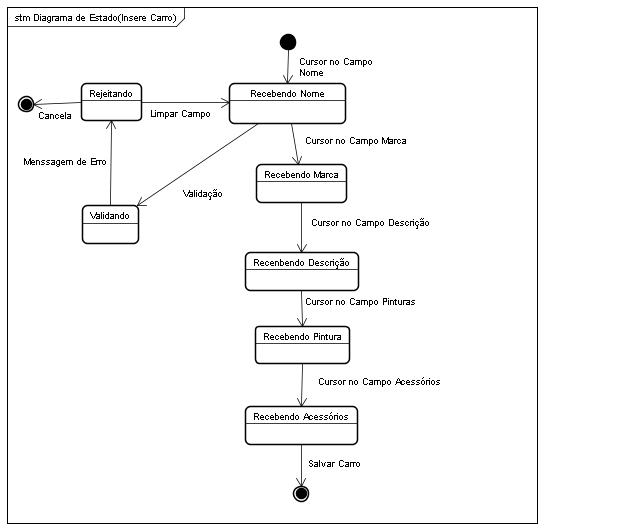 stm Diagrama de Estado(Insere Carro)
Cursor no Campo
Nome
Rejeitando
Recebendo Nome
Cancela
Limpar Campo
Cursor no Campo Marca
Menssagem de Erro
Recebendo Marca
Validação
Validando
Cursor no Campo Descrição
Recenbendo Descrição
Cursor no Campo Pinturas
Recebendo Pintura
Cursor no Campo Acessórios
Recebendo Acessórios
Salvar Carro